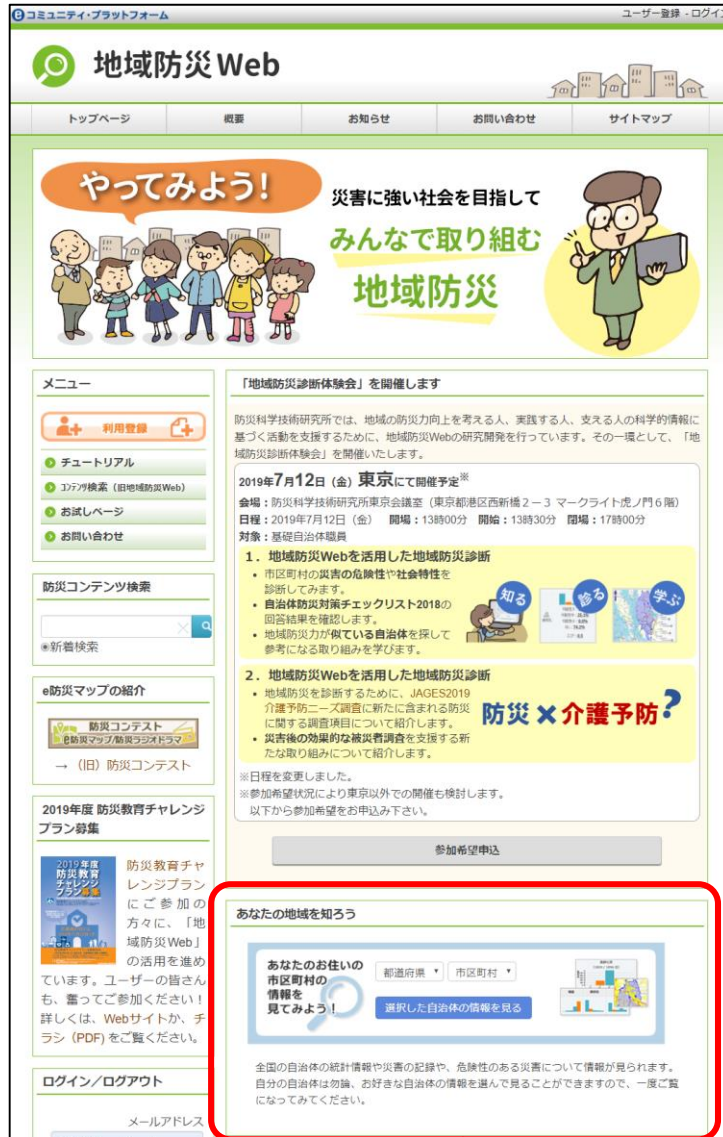 eコミュニティ・プラットフォーム
ユーザー登録 - ログイン
地域防災Web
トップページ
概要
お知らせ
お問い合わせ
サイトマップ
やってみよう!
災害に強い社会を目指して
みんなで取り組む
地域防災
メニュー
利用登録
チュートリアル
コンテンツ検索（旧地域防災Web）
お試しページ
お問い合わせ
防災コンテンツ検索
◉新着検索
e防災マップの紹介
防災コンテスト
e防災マップ/防災ラジオドラマ
→ （旧）防災コンテスト
2019年度 防災教育チャレンジ
プラン募集
2019年度
防災教育
チャレンジ
プラン募集
防災教育チャ
レンジプラン
にご参加の
方々に、「地
域防災Web」
の活用を進め
ています。ユーザーの皆さん
も、奮ってご参加ください！
詳しくは、Webサイトか、チ
ラシ（PDF)をご覧ください。
ログイン／ログアウト
メールアドレス
「地域防災診断体験会」を開催します
防災科学技術研究所では、地域の防災力向上を考える人、実践する人、支える人の科学的情報に
基づく活動を支援するために、地域防災Webの研究開発を行っています。その一環として、「地
域防災診断体験会」を開催いたします。
2019年7月12日（金）東京にて開催予定※
会場：防災科学技術研究所東京会議室（東京都港区西新橋２－３ マークライト虎ノ門６階）
日程：2019年7月12日（金） 開場：13時00分 開始：13時30分 閉場：17時00分
対象：基礎自治体職員
１．地域防災Webを活用した地域防災診断
• 市区町村の災害の危険性や社会特性を
診断してみます。
• 自治体防災対策チェックリスト2018の
回答結果を確認します。
• 地域防災力が似ている自治体を探して
参考になる取り組みを学びます。
知る
診る
学ぶ
２．地域防災Webを活用した地域防災診断
• 地域防災を診断するために、JAGES2019
介護予防ニーズ調査に新たに含まれる防災
に関する調査項目について紹介します。
• 災害後の効果的な被災者調査を支援する新
たな取り組みについて紹介します。
防災×介護予防?
※日程を変更しました。
※参加希望状況により東京以外での開催も検討します。
以下から参加希望をお申込み下さい。
参加希望申込
あなたの地域を知ろう
あなたのお住いの
市区町村の
情報を
見てみよう！
都道府県 ▼
市区町村 ▼
選択した自治体の情報を見る
全国の自治体の統計情報や災害の記録や、危険性のある災害について情報が見られます。
自分の自治体は勿論、お好きな自治体の情報を選んで見ることができますので、一度ご覧
になってみてください。